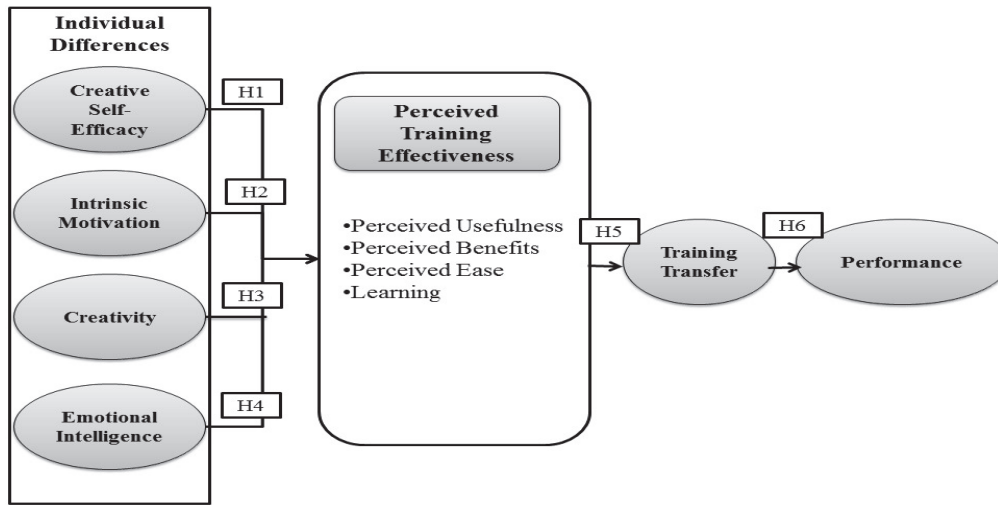 Individual
Differences
Creative
Self-
Efficacy
H1
Intrinsic
Motivation
H2
Creativity
H3
Emotional
Intelligence
H4
Perceived
Training
Effectiveness
•Perceived Usefulness
•Perceived Benefits
•Perceived Ease
•Learning
H5
Training
Transfer
H6
Performance